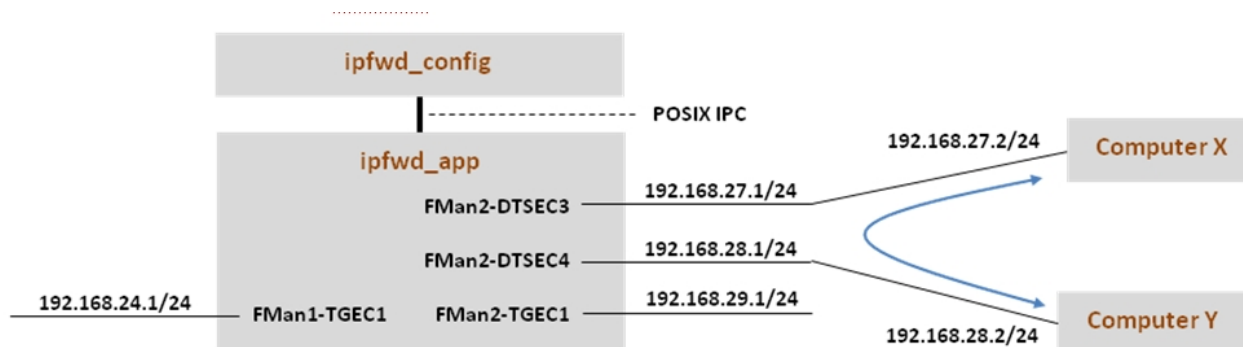 ipfwd_config
POSIX IPC
ipfwd_app
192.168.27.2/24
Computer X
FMan2-DTSEC3
192.168.27.1/24
FMan2-DTSEC4
192.168.28.1/24
192.168.24.1/24
FMan1-TGEC1
FMan2-TGEC1
192.168.29.1/24
Computer Y
192.168.28.2/24